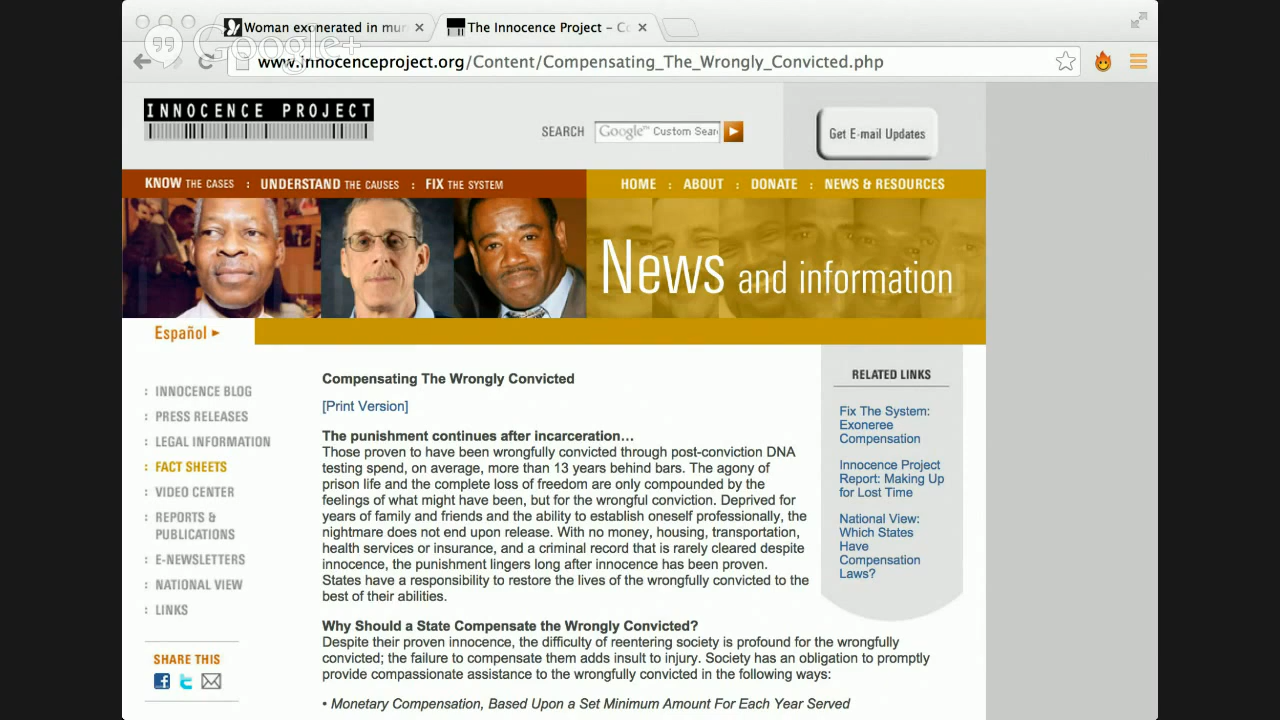 Woman exonerated in mur
The Innocence Project – Co
Google+
www.innocenceproject.org/Content/Compensating_The_Wrongly_Convicted.php
INNOCENCE PROJECT
SEARCH
Google™ Custom Sear
Get E-mail Updates
KNOW THE CASES : UNDERSTAND THE CAUSES : FIX THE SYSTEM
HOME : ABOUT : DONATE : NEWS & RESOURCES
News and information
Español
Compensating The Wrongly Convicted
[Print Version]
The punishment continues after incarceration…
Those proven to have been wrongfully convicted through post-conviction DNA
testing spend, on average, more than 13 years behind bars. The agony of
prison life and the complete loss of freedom are only compounded by the
feelings of what might have been, but for the wrongful conviction. Deprived for
years of family and friends and the ability to establish oneself professionally, the
nightmare does not end upon release. With no money, housing, transportation,
health services or insurance, and a criminal record that is rarely cleared despite
innocence, the punishment lingers long after innocence has been proven.
States have a responsibility to restore the lives of the wrongfully convicted to the
best of their abilities.
Why Should a State Compensate the Wrongly Convicted?
Despite their proven innocence, the difficulty of reentering society is profound for the wrongfully
convicted; the failure to compensate them adds insult to injury. Society has an obligation to promptly
provide compassionate assistance to the wrongfully convicted in the following ways:
• Monetary Compensation, Based Upon a Set Minimum Amount For Each Year Served
: INNOCENCE BLOG
: PRESS RELEASES
: LEGAL INFORMATION
: FACT SHEETS
: VIDEO CENTER
: REPORTS &
PUBLICATIONS
: E-NEWSLETTERS
: NATIONAL VIEW
: LINKS
SHARE THIS
RELATED LINKS
Fix The System:
Exoneree
Compensation
Innocence Project
Report: Making Up
for Lost Time
National View:
Which States
Have
Compensation
Laws?